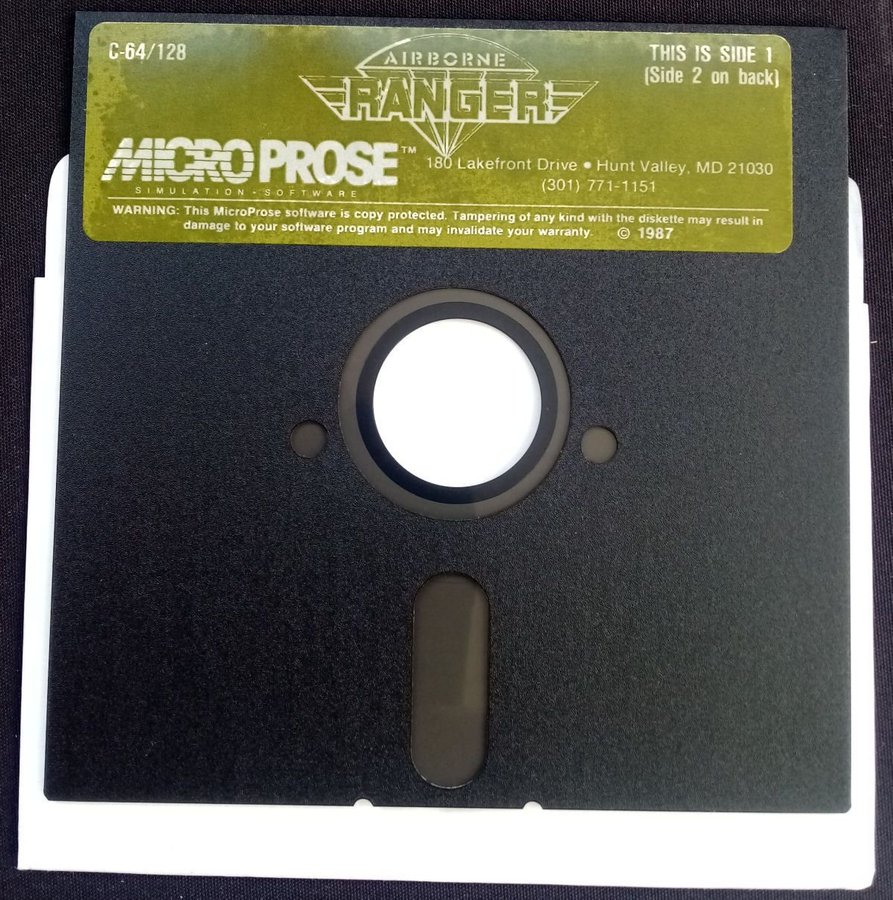 C-64/128
AIRBORNE
RANGER
THIS IS SIDE 1
(Side 2 on back)
MICROPROSE™
SIMULATION • SOFTWARE
180 Lakefront Drive • Hunt Valley, MD 21030
(301) 771-1151
WARNING: This MicroProse software is copy protected. Tampering of any kind with the diskette may result in
damage to your software program and may invalidate your warranty. © 1987